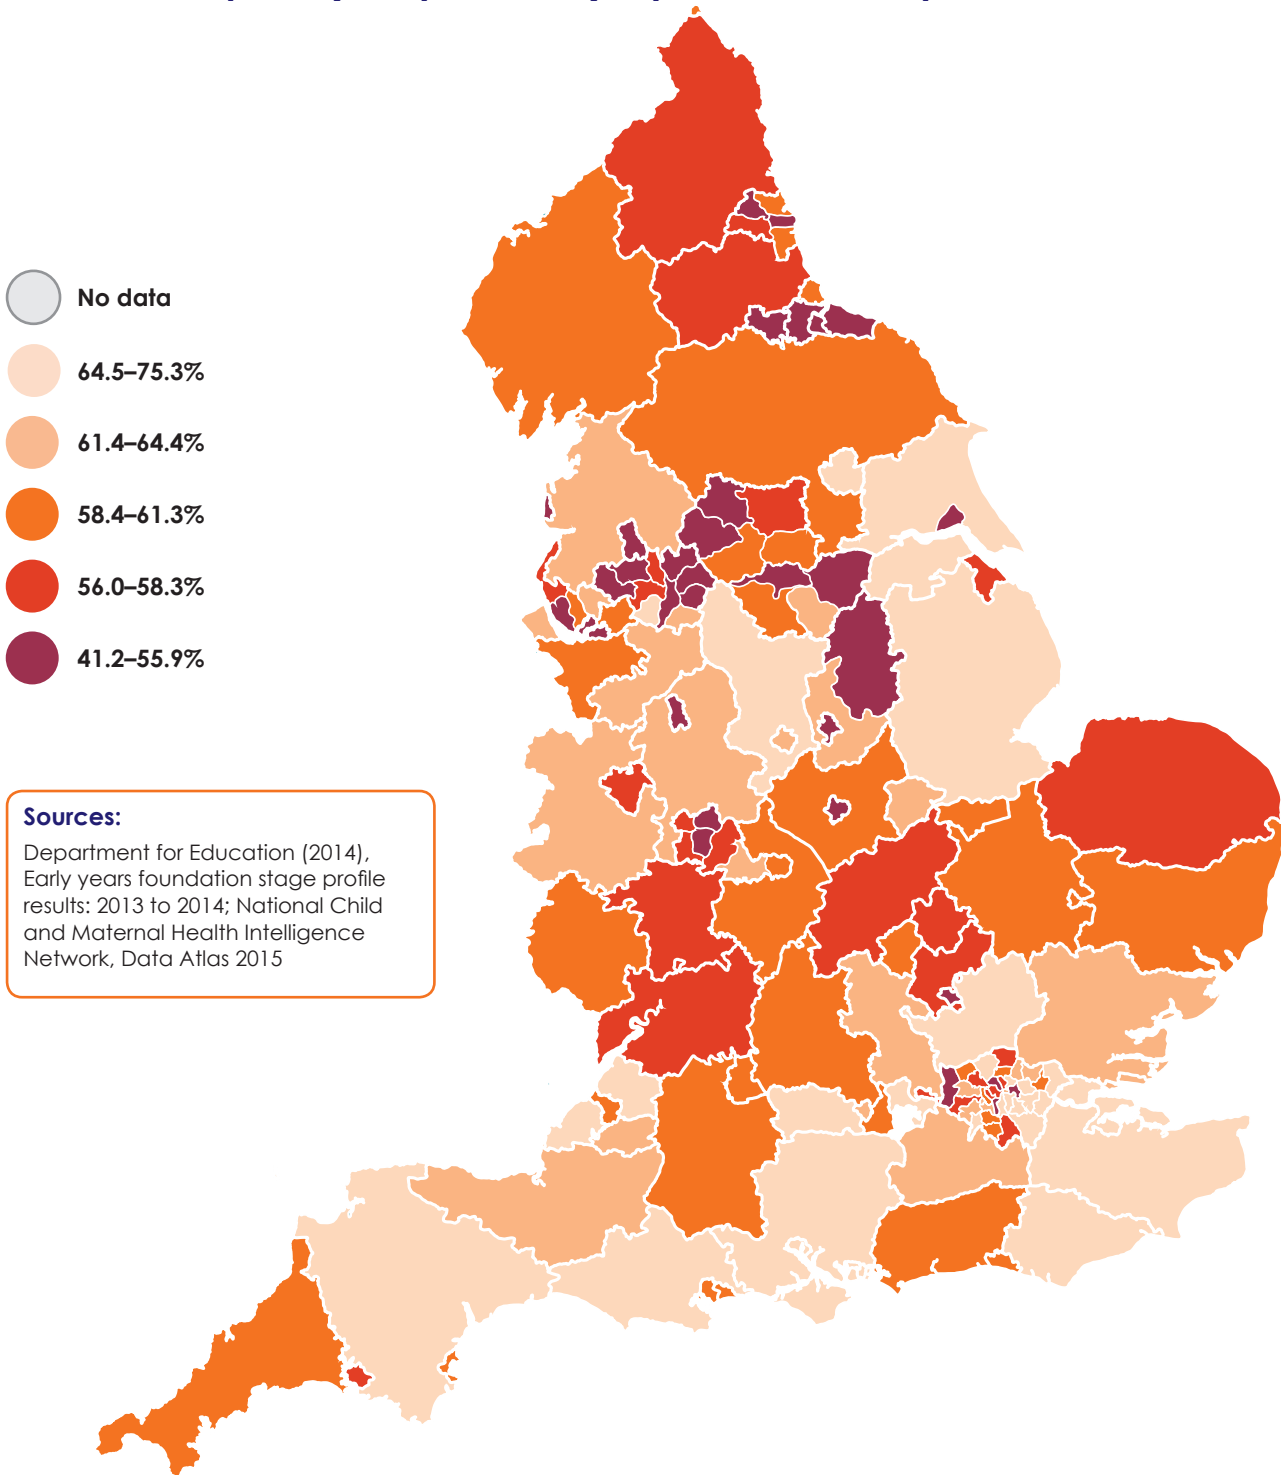 No data
64.5–75.3%
61.4–64.4%
58.4–61.3%
56.0–58.3%
41.2–55.9%
Sources:
Department for Education (2014),
Early years foundation stage profile
results: 2013 to 2014; National Child
and Maternal Health Intelligence
Network, Data Atlas 2015